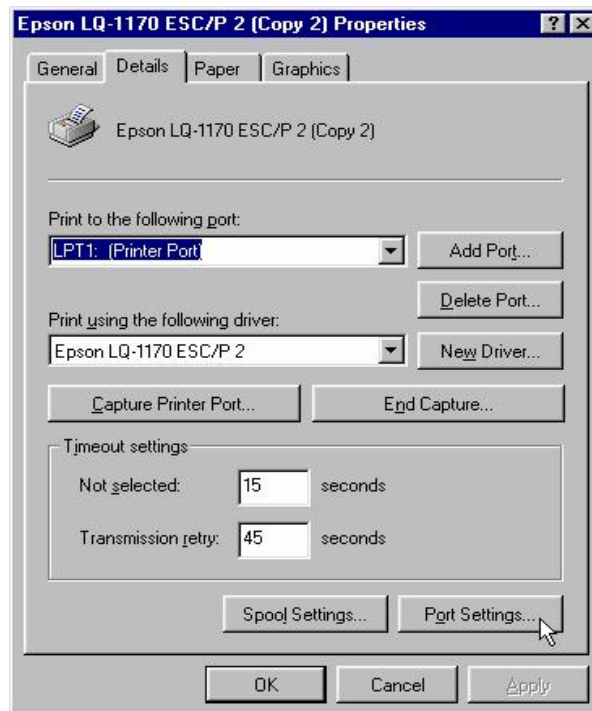 Epson LQ-1170 ESC/P 2 (Copy 2) Properties
General Details Paper Graphics
Epson LQ-1170 ESC/P 2 (Copy 2)
Print to the following port:
LPT1: (Printer Port) Add Port...
Delete Port...
Print using the following driver:
Epson LQ-1170 ESC/P 2 New Driver...
Capture Printer Port... End Capture...
Timeout settings
Not selected: 15 seconds
Transmission retry: 45 seconds
Spool Settings... Port Settings...
OK Cancel Apply